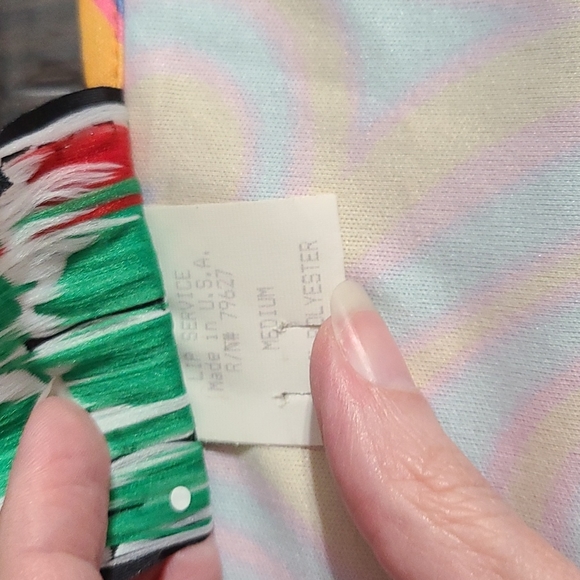 LIP SERVICE
Made in U.S.A.
R/N# 79627
MEDIUM
POLYESTER